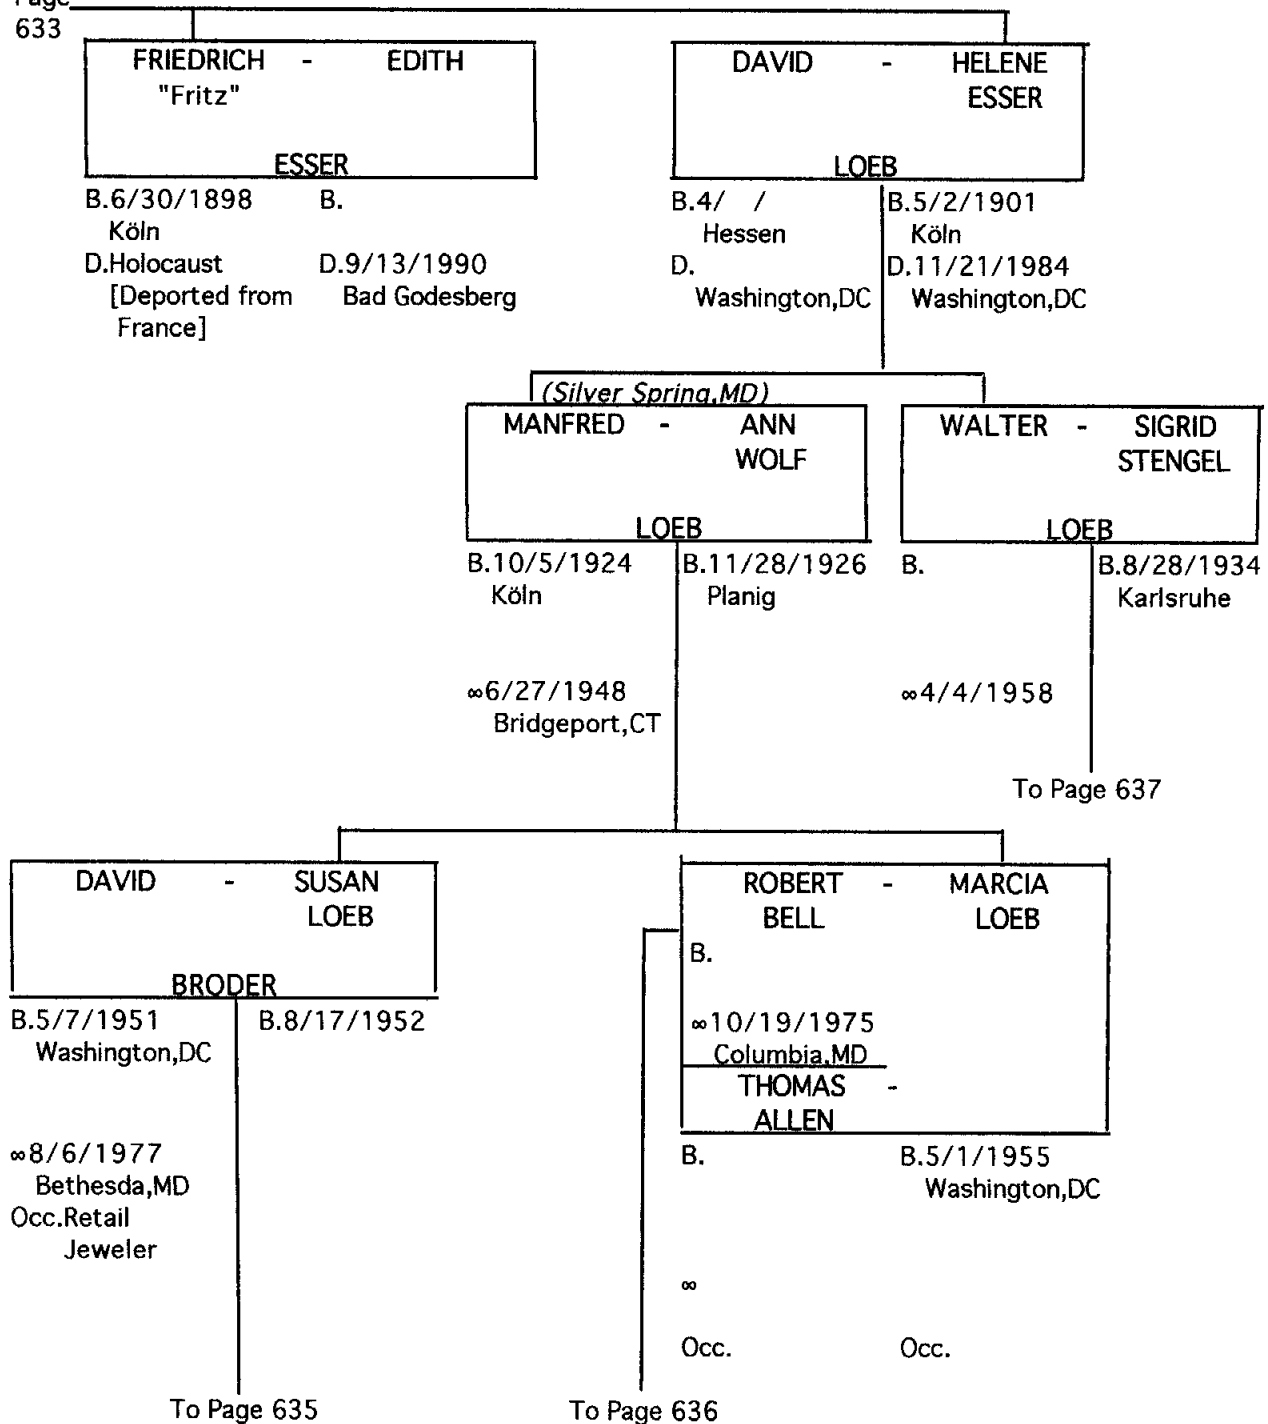 Page
633
FRIEDRICH - EDITH
"Fritz"
ESSER
B.6/30/1898 B.
Köln
D.Holocaust D.9/13/1990
[Deported from Bad Godesberg
France]
DAVID - HELENE
ESSER
LOEB
B.4/ / B.5/2/1901
Hessen Köln
D. D.11/21/1984
Washington,DC Washington,DC
(Silver Spring,MD)
MANFRED - ANN
WOLF
LOEB
B.10/5/1924 B.11/28/1926
Köln Planig
∞6/27/1948
Bridgeport,CT
WALTER - SIGRID
STENGEL
LOEB
B. B.8/28/1934
Karlsruhe
∞4/4/1958
To Page 637
DAVID - SUSAN
LOEB
BRODER
B.5/7/1951 B.8/17/1952
Washington,DC
∞8/6/1977
Bethesda,MD
Occ.Retail
Jeweler
To Page 635
ROBERT - MARCIA
BELL LOEB
B.
∞10/19/1975
Columbia,MD
THOMAS -
ALLEN
B. B.5/1/1955
Washington,DC
∞
Occ. Occ.
To Page 636